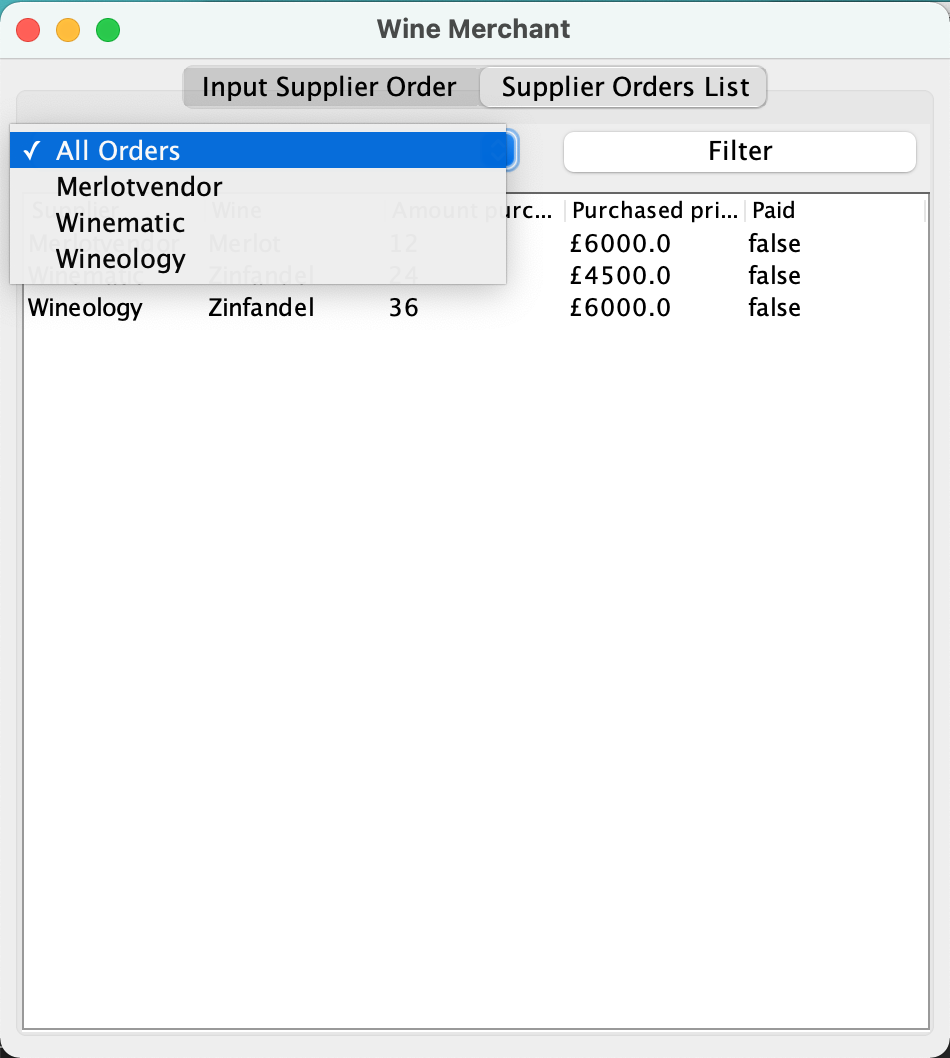 Wine Merchant
Input Supplier Order Supplier Orders List
✓ All Orders Filter
Merlotvendor
Supplier Wine Amount purc... Purchased pri... Paid
Winematic
Merlotvendor Merlot 12 £6000.0 false
Wineology
Winematic Zinfandel 24 £4500.0 false
Wineology Zinfandel 36 £6000.0 false